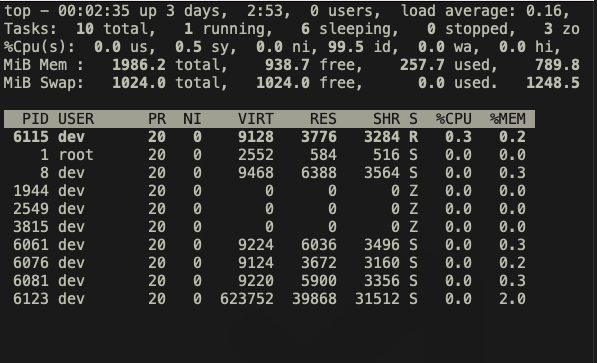 top - 00:02:35 up 3 days,  2:53,  0 users,  load average: 0.16,
Tasks:  10 total,   1 running,   6 sleeping,   0 stopped,   3 zo
%Cpu(s):  0.0 us,  0.5 sy,  0.0 ni, 99.5 id,  0.0 wa,  0.0 hi,
MiB Mem :   1986.2 total,    938.7 free,    257.7 used,    789.8
MiB Swap:   1024.0 total,   1024.0 free,      0.0 used.   1248.5
PID USER      PR  NI    VIRT    RES    SHR S  %CPU  %MEM
6115 dev       20   0    9128   3776   3284 R   0.3   0.2
1 root      20   0    2552    584    516 S   0.0   0.0
8 dev       20   0    9468   6388   3564 S   0.0   0.3
1944 dev       20   0       0      0      0 Z   0.0   0.0
2549 dev       20   0       0      0      0 Z   0.0   0.0
3815 dev       20   0       0      0      0 Z   0.0   0.0
6061 dev       20   0    9224   6036   3496 S   0.0   0.3
6076 dev       20   0    9124   3672   3160 S   0.0   0.2
6081 dev       20   0    9220   5900   3356 S   0.0   0.3
6123 dev       20   0  623752  39868  31512 S   0.0   2.0